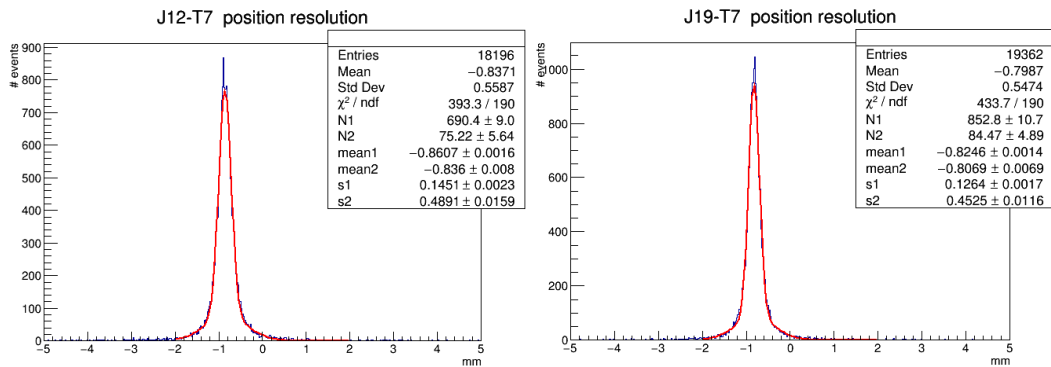 J12-T7 position resolution
# events
Entries 18196
Mean −0.8371
Std Dev 0.5587
χ² / ndf 393.3 / 190
N1 690.4 ± 9.0
N2 75.22 ± 5.64
mean1 −0.8607 ± 0.0016
mean2 −0.836 ± 0.008
s1 0.1451 ± 0.0023
s2 0.4891 ± 0.0159
900
800
700
600
500
400
300
200
100
0
−5 −4 −3 −2 −1 0 1 2 3 4 5
mm
J19-T7 position resolution
# events
Entries 19362
Mean −0.7987
Std Dev 0.5474
χ² / ndf 433.7 / 190
N1 852.8 ± 10.7
N2 84.47 ± 4.89
mean1 −0.8246 ± 0.0014
mean2 −0.8069 ± 0.0069
s1 0.1264 ± 0.0017
s2 0.4525 ± 0.0116
1000
800
600
400
200
0
−5 −4 −3 −2 −1 0 1 2 3 4 5
mm